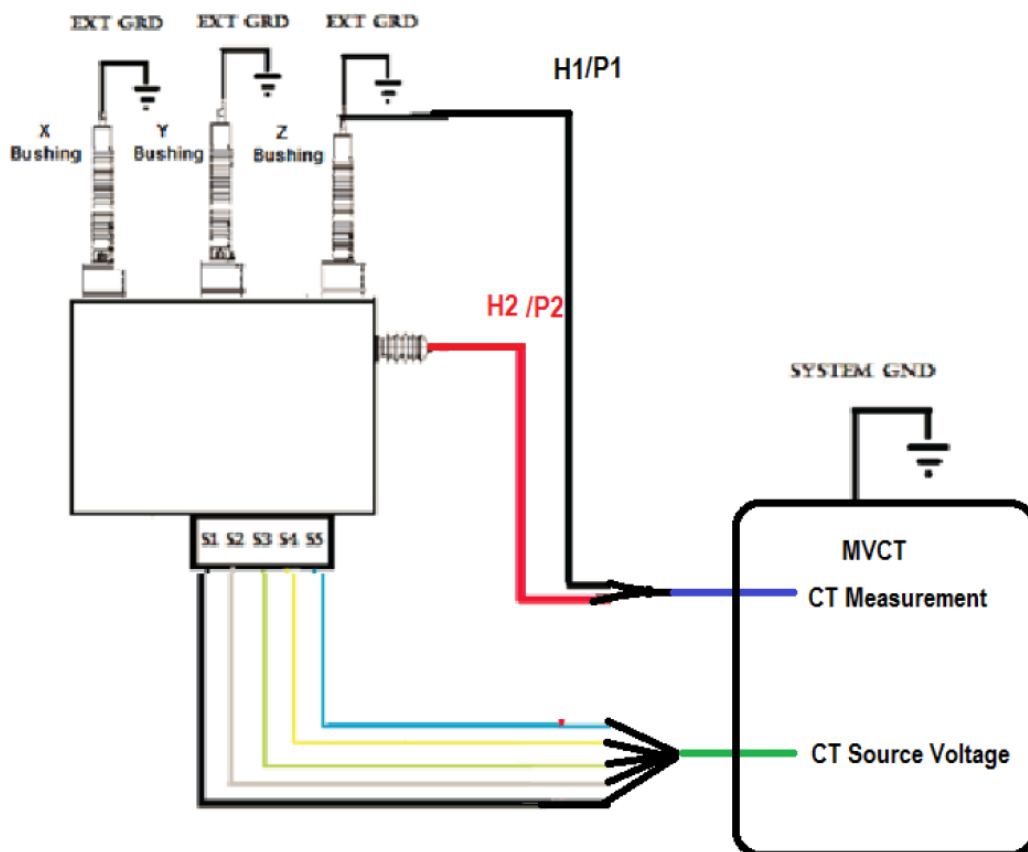 EXT GRD
EXT GRD
EXT GRD
H1/P1
X
Bushing
Y
Bushing
Z
Bushing
H2 /P2
SYSTEM GND
S1 S2 S3 S4 S5
MVCT
CT Measurement
CT Source Voltage